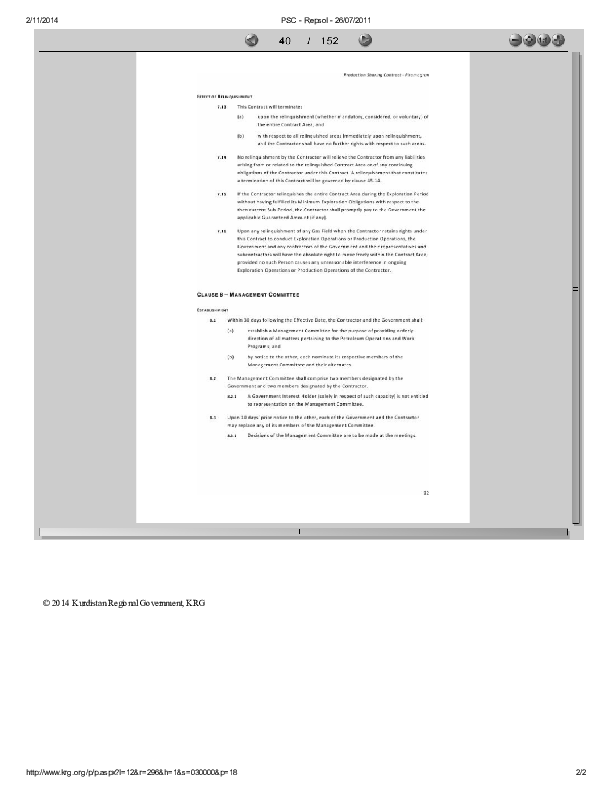 2/11/2014 PSC - Repsol - 26/07/2011
40 / 152
Production Sharing Contract -
EFFECT OF RELINQUISHMENT
7.13 This Contract will terminate:
(a) upon the relinquishment (whether mandatory, considered, or voluntary) of
the entire Contract Area; and
(b) with respect to all relinquished areas immediately upon relinquishment,
and the Contractor shall have no further rights with respect to such areas.
7.14 No relinquishment by the Contractor will relieve the Contractor from any liabilities
arising from or related to the relinquished Contract Area or of any continuing
obligations of the Contractor under this Contract. A relinquishment that constitutes
a termination of this Contract will be governed by clause 45.14.
7.15 If the Contractor relinquishes the entire Contract Area during the Exploration Period
without having fulfilled its Minimum Exploration Obligations with respect to the
then current Sub-Period, the Contractor shall promptly pay to the Government the
applicable Guaranteed Amount (if any).
7.16 Upon any relinquishment of any Gas Field when the Contractor retains rights under
this Contract to conduct Exploration Operations or Production Operations, the
Government and any contractors of the Government and their representatives and
subcontractors will have the absolute right to move freely within the Contract Area,
provided no such Person causes any unreasonable interference in ongoing
Exploration Operations or Production Operations of the Contractor.
CLAUSE 8 – MANAGEMENT COMMITTEE
ESTABLISHMENT
8.1 Within 30 days following the Effective Date, the Contractor and the Government shall:
(a) establish a Management Committee for the purpose of providing orderly
direction of all matters pertaining to the Petroleum Operations and Work
Programs; and
(b) by notice to the other, each nominate its respective members of the
Management Committee and their alternates.
8.2 The Management Committee shall comprise two members designated by the
Government and two members designated by the Contractor.
8.2.1 A Government Interest Holder (solely in respect of such capacity) is not entitled
to representation on the Management Committee.
8.3 Upon 10 days' prior notice to the other, each of the Government and the Contractor
may replace any of its members of the Management Committee.
8.3.1 Decisions of the Management Committee are to be made at the meetings
32
© 2014 Kurdistan Regional Government, KRG
http://www.krg.org/p/p.aspx?l=12&r=296&h=1&s=030000&p=18 2/2